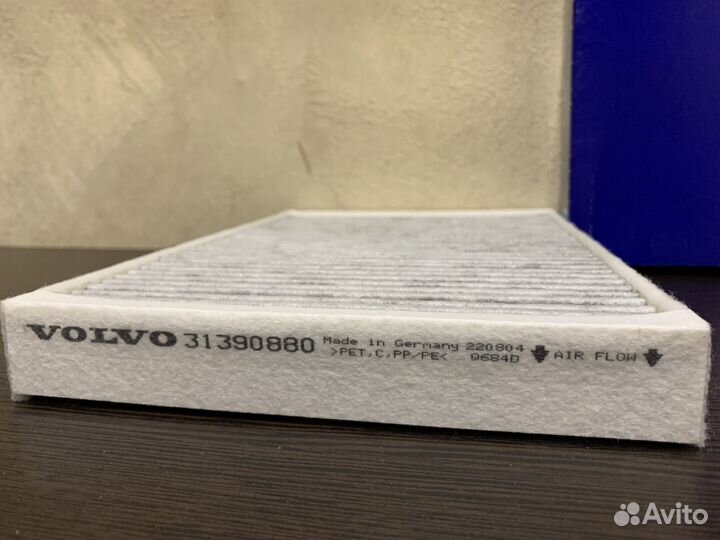 VOLVO 31390880 Made in Germany 220804 AIR FLOW
>PET,C,PP/PE< 0684D
Avito